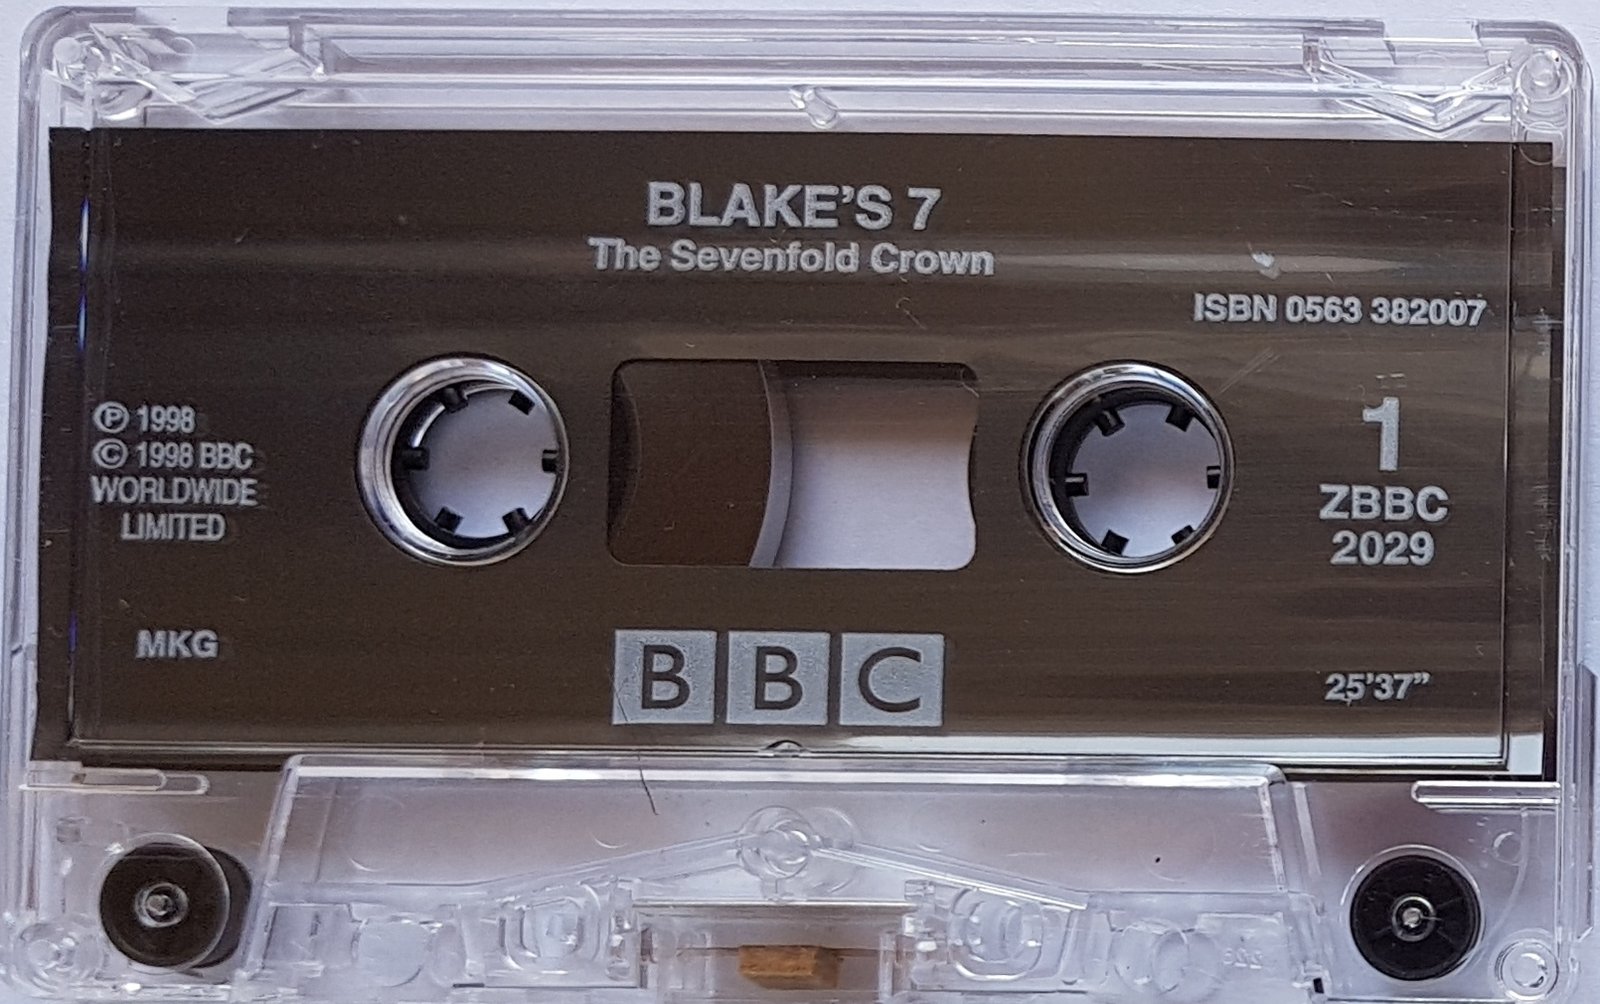 BLAKE'S 7
The Sevenfold Crown
ISBN 0563 382007
℗ 1998
© 1998 BBC
WORLDWIDE
LIMITED
1
ZBBC
2029
MKG
BBC
25'37”